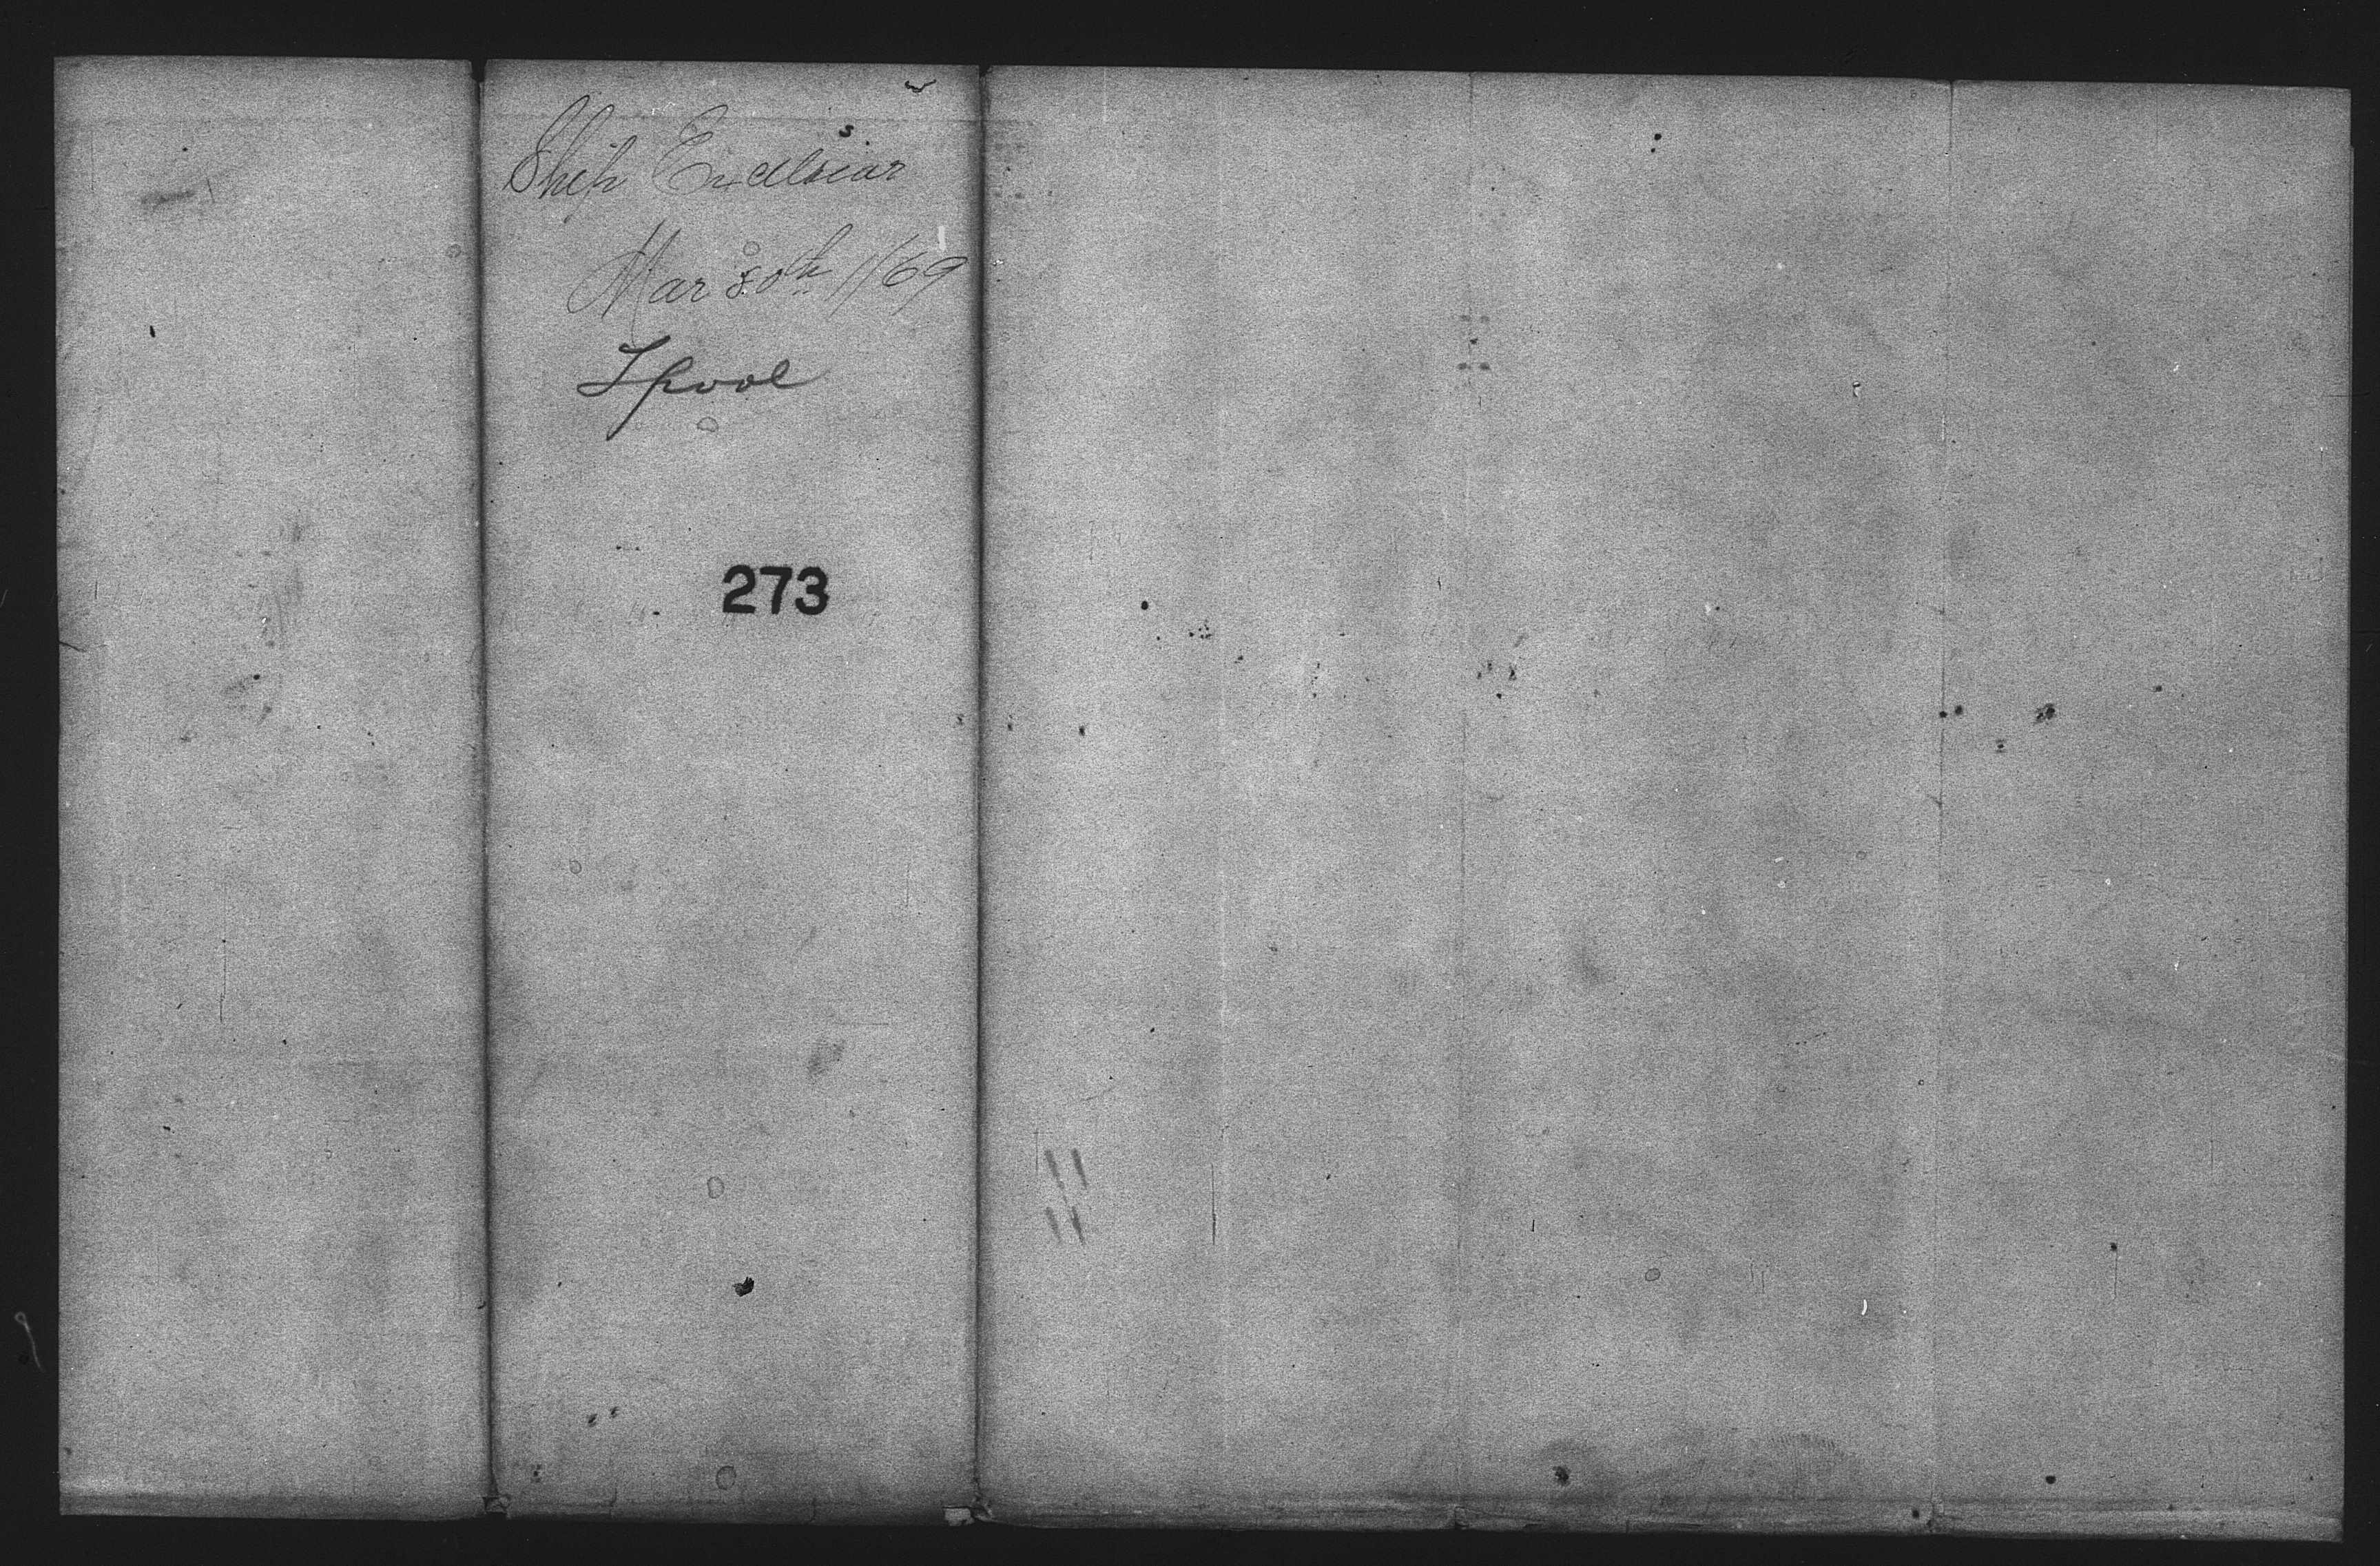 Ship Excelsior
Mar 30th 1/69
Lpool
273